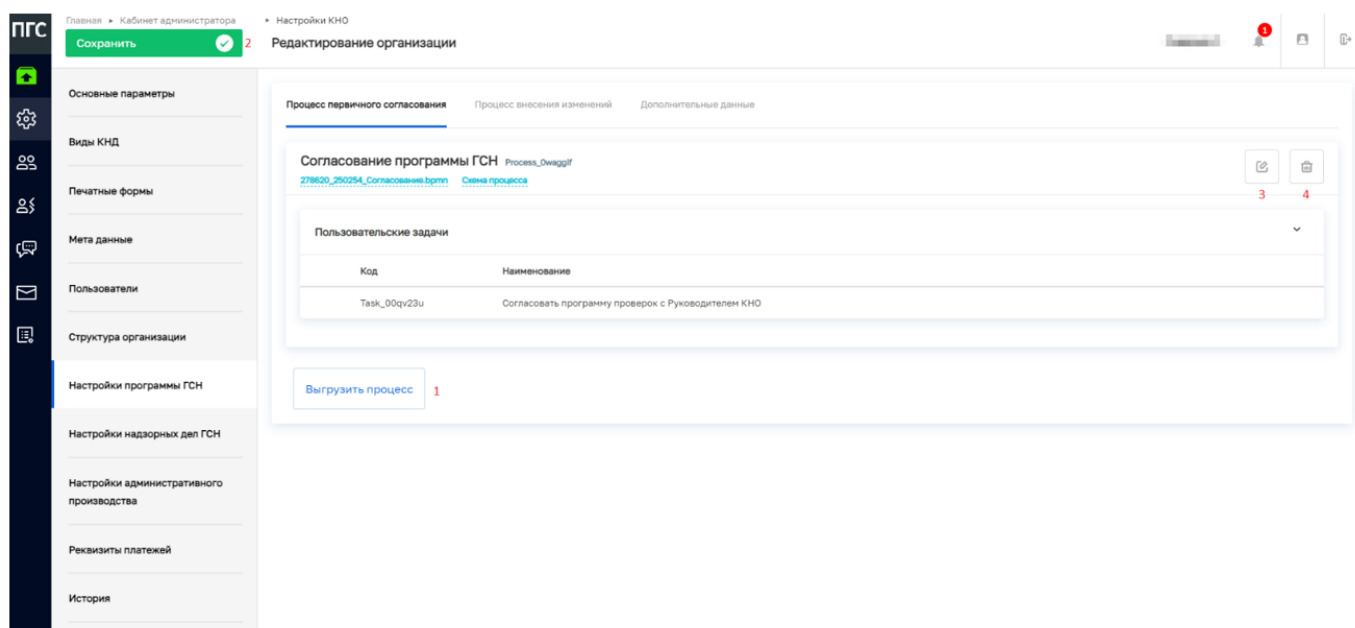 ПГС
Главная ▸ Кабинет администратора ▸ Настройки КНО
Сохранить 2
Редактирование организации
1
Основные параметры
Виды КНД
Печатные формы
Мета данные
Пользователи
Структура организации
Настройки программы ГСН
Настройки надзорных дел ГСН
Настройки административного
производства
Реквизиты платежей
История
Процесс первичного согласования Процесс внесения изменений Дополнительные данные
Согласование программы ГСН Process_0waggif
278620_250254_Согласование.bpmn Схема процесса
3 4
Пользовательские задачи
Код Наименование
Task_00qv23u Согласовать программу проверок с Руководителем КНО
Выгрузить процесс 1